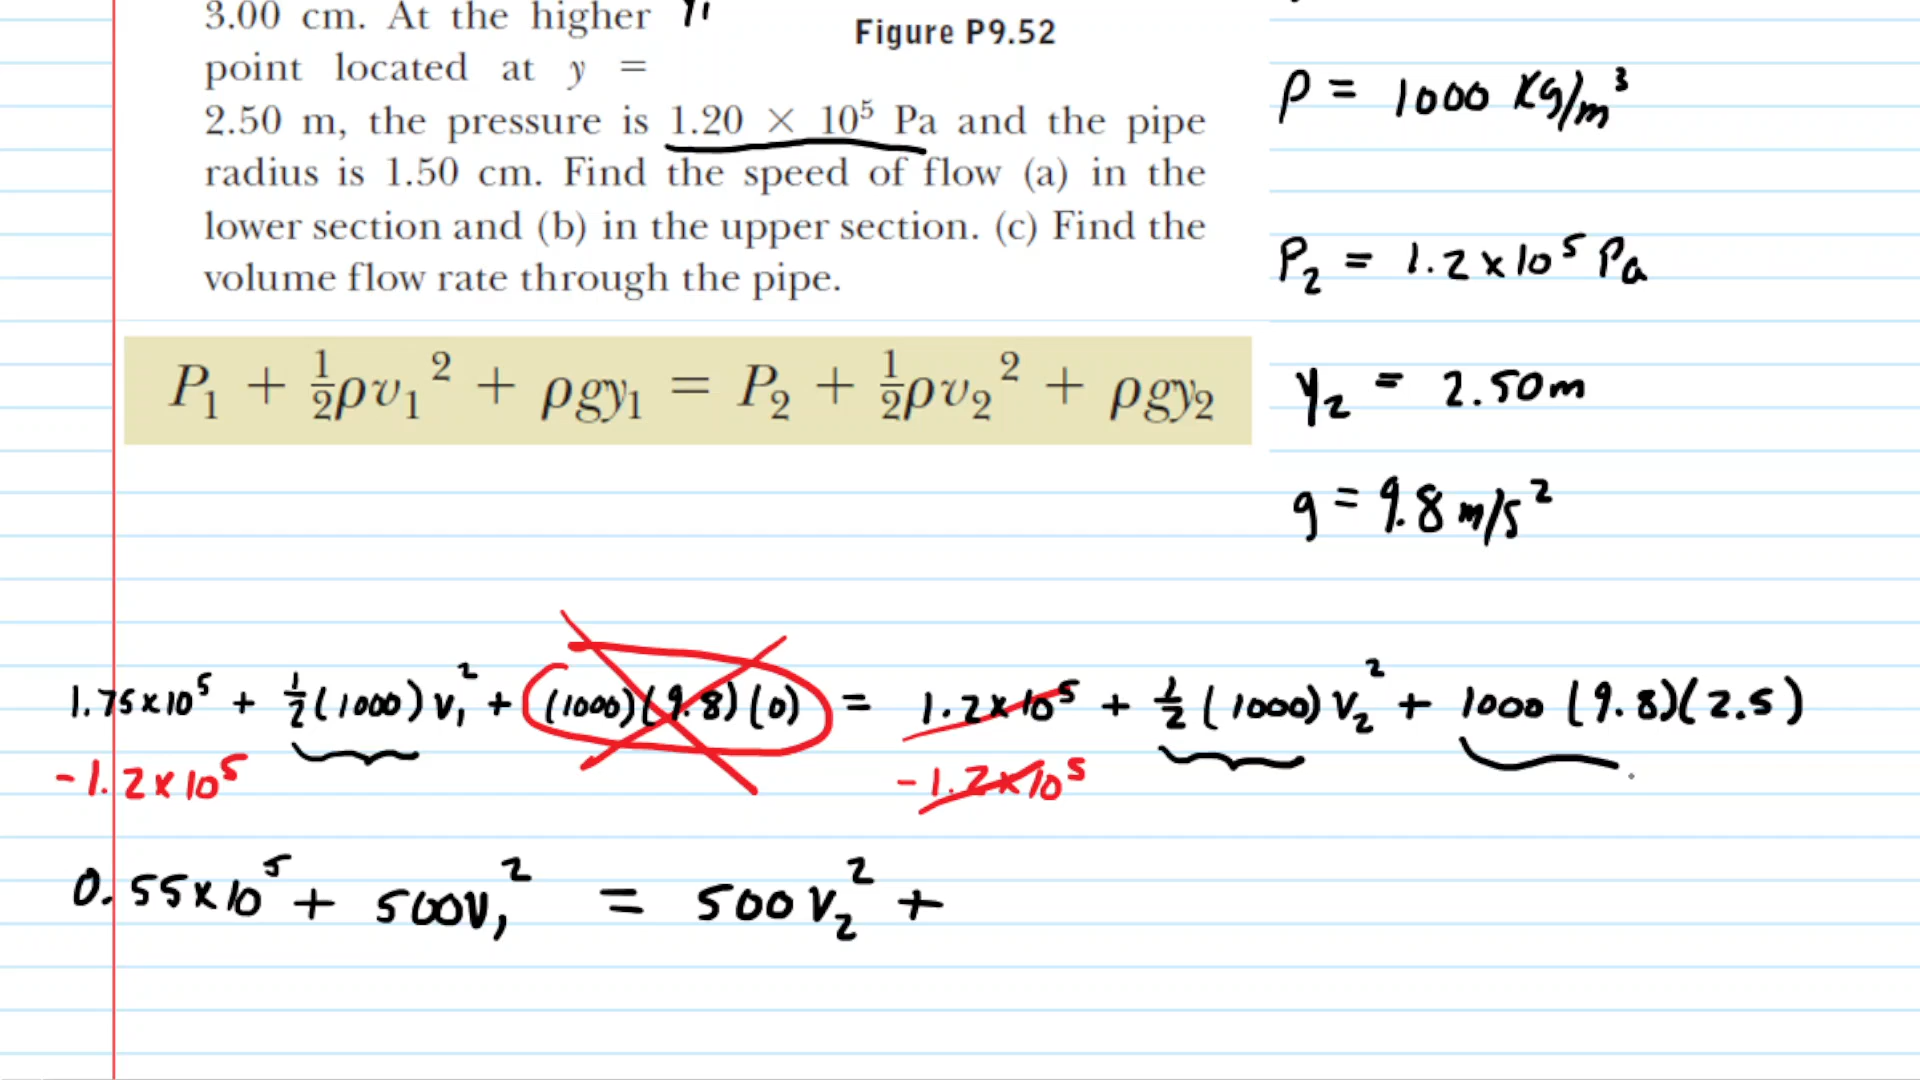 3.00 cm. At the higher
point located at y =
2.50 m, the pressure is 1.20 × 10⁵ Pa and the pipe
radius is 1.50 cm. Find the speed of flow (a) in the
lower section and (b) in the upper section. (c) Find the
volume flow rate through the pipe.
Figure P9.52
P₁ + ½ρv₁² + ρgy₁ = P₂ + ½ρv₂² + ρgy₂
ρ = 1000 kg/m³
P₂ = 1.2 x 10⁵ Pa
y₂ = 2.50 m
g = 9.8 m/s²
1.75 x 10⁵ + ½ (1000) v₁² + (1000)(9.8)(0) = 1.2 x 10⁵ + ½ (1000) v₂² + 1000 (9.8)(2.5)
-1.2 x 10⁵ -1.2 x 10⁵
0.55 x 10⁵ + 500v₁² = 500 v₂² +